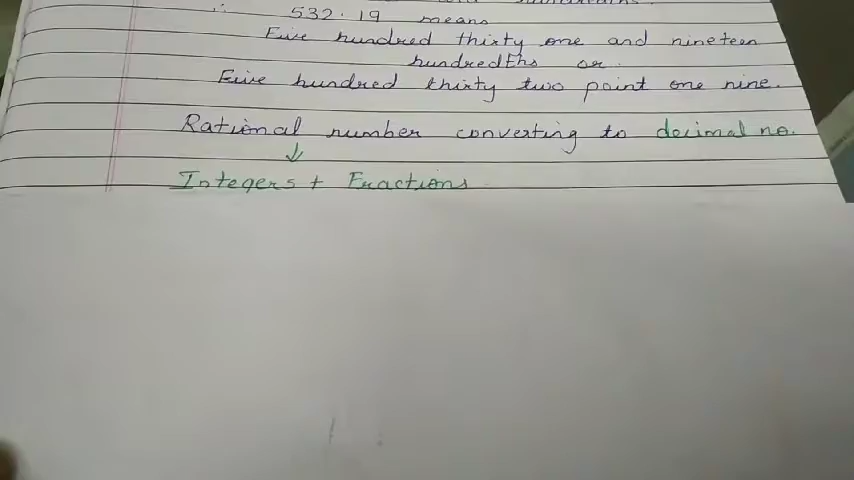 ∴ 532.19 means
Five hundred thirty one and nineteen
hundredths or
Five hundred thirty two point one nine.
Rational number converting to decimal no.
↓
Integers + Fractions